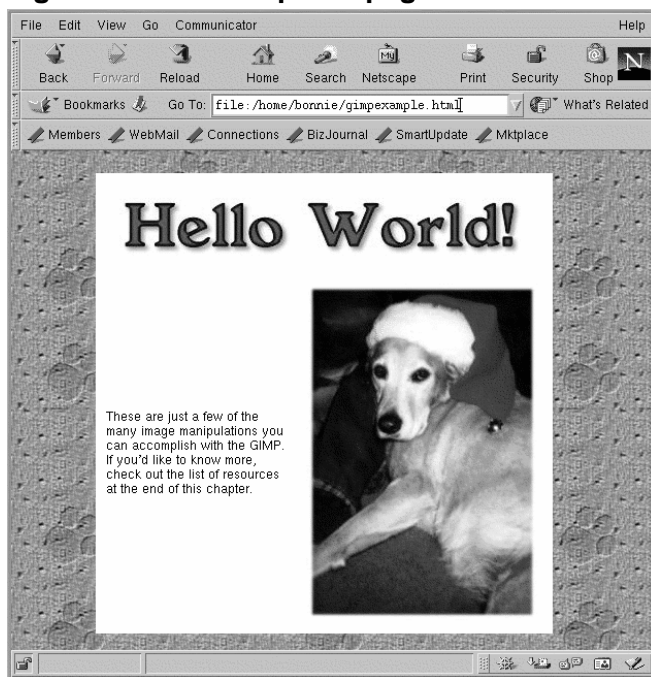 File Edit View Go Communicator Help
Back Forward Reload Home Search Netscape Print Security Shop N
My
Bookmarks Go To: file:/home/bonnie/gimpexample.html What's Related
Members WebMail Connections BizJournal SmartUpdate Mktplace
Hello World!
These are just a few of the
many image manipulations you
can accomplish with the GIMP.
If you'd like to know more,
check out the list of resources
at the end of this chapter.